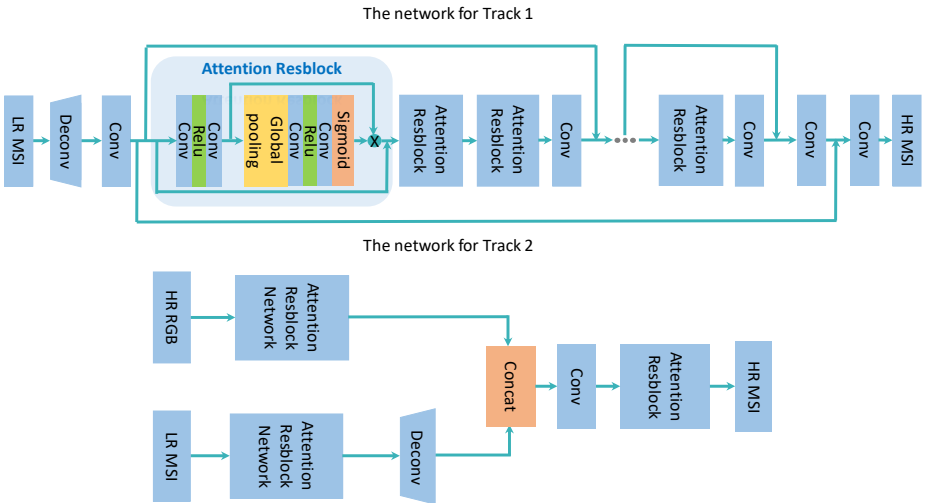 The network for Track 1
Attention Resblock
LR MSI
Deconv
Conv
Conv
Relu
Conv
Global
pooling
Conv
Relu
Conv
Sigmoid
X
Attention
Resblock
Attention
Resblock
Conv
Attention
Resblock
Conv
Conv
Conv
HR MSI
The network for Track 2
HR RGB
Attention
Resblock
Network
LR MSI
Attention
Resblock
Network
Deconv
Concat
Conv
Attention
Resblock
HR MSI